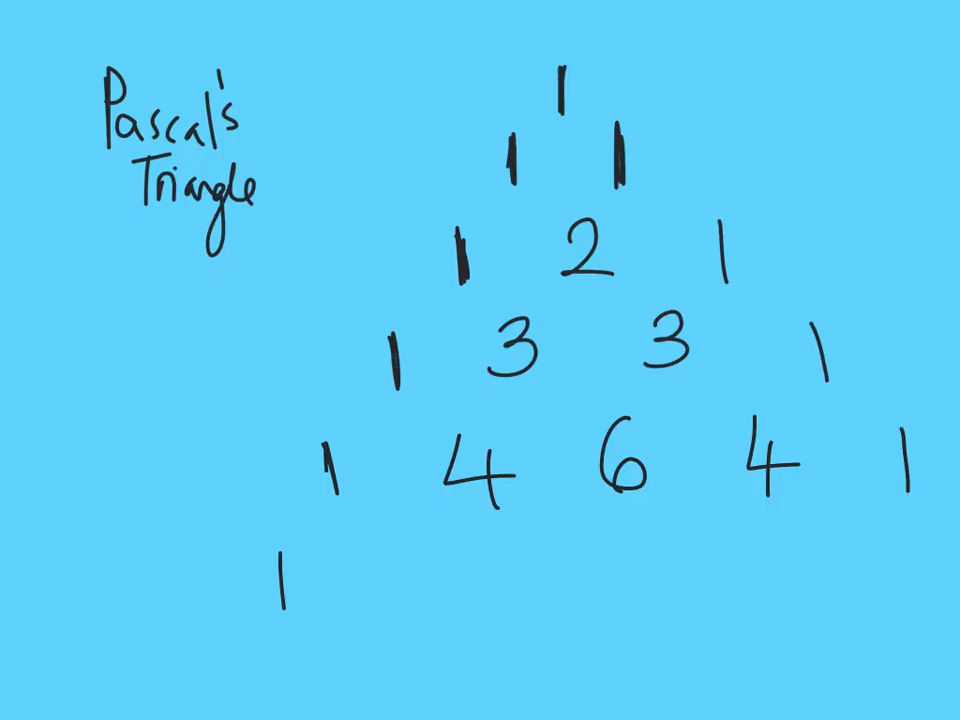 Pascal's
Triangle
1
1 1
1 2 1
1 3 3 1
1 4 6 4 1
1